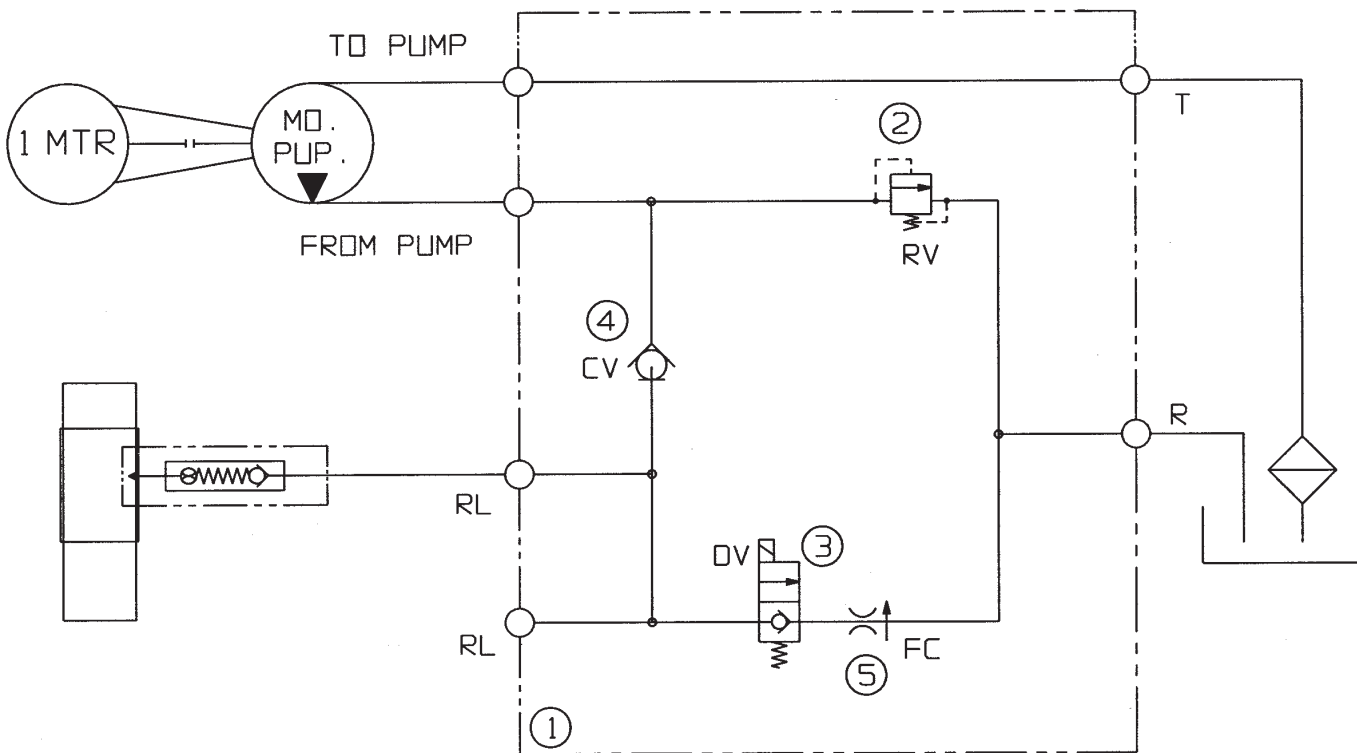 TO PUMP
1 MTR
MO.
PUP.
T
2
FROM PUMP
RV
4
CV
R
RL
DV
3
RL
FC
5
1